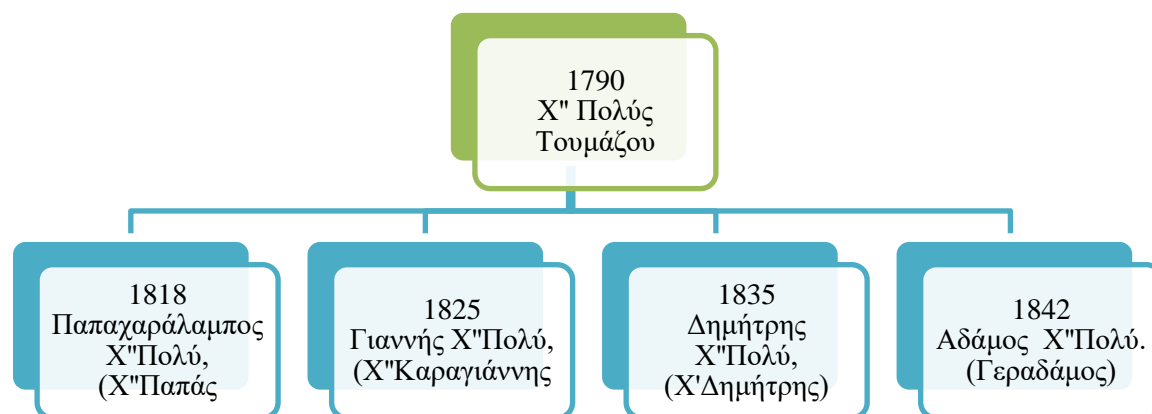 1790
Χ" Πολύς
Τουμάζου
1818
Παπαχαράλαμπος
Χ"Πολύ,
(Χ"Παπάς
1825
Γιαννής Χ"Πολύ,
(Χ"Καραγιάννης
1835
Δημήτρης
Χ"Πολύ,
(Χ'Δημήτρης)
1842
Αδάμος Χ"Πολύ.
(Γεραδάμος)